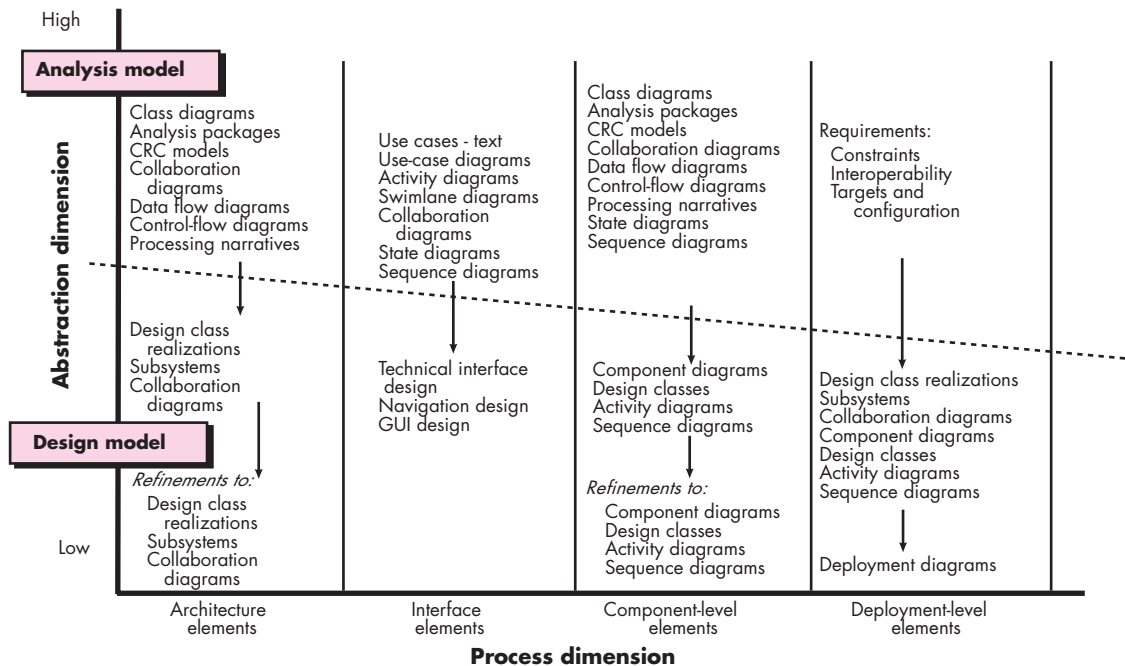 High
Analysis model
Abstraction dimension
Design model
Low
Class diagrams
Analysis packages
CRC models
Collaboration
diagrams
Data flow diagrams
Control-flow diagrams
Processing narratives
Design class
realizations
Subsystems
Collaboration
diagrams
Refinements to:
Design class
realizations
Subsystems
Collaboration
diagrams
Architecture
elements
Use cases - text
Use-case diagrams
Activity diagrams
Swimlane diagrams
Collaboration
diagrams
State diagrams
Sequence diagrams
Technical interface
design
Navigation design
GUI design
Interface
elements
Class diagrams
Analysis packages
CRC models
Collaboration diagrams
Data flow diagrams
Control-flow diagrams
Processing narratives
State diagrams
Sequence diagrams
Component diagrams
Design classes
Activity diagrams
Sequence diagrams
Refinements to:
Component diagrams
Design classes
Activity diagrams
Sequence diagrams
Component-level
elements
Requirements:
Constraints
Interoperability
Targets and
configuration
Design class realizations
Subsystems
Collaboration diagrams
Component diagrams
Design classes
Activity diagrams
Sequence diagrams
Deployment diagrams
Deployment-level
elements
Process dimension